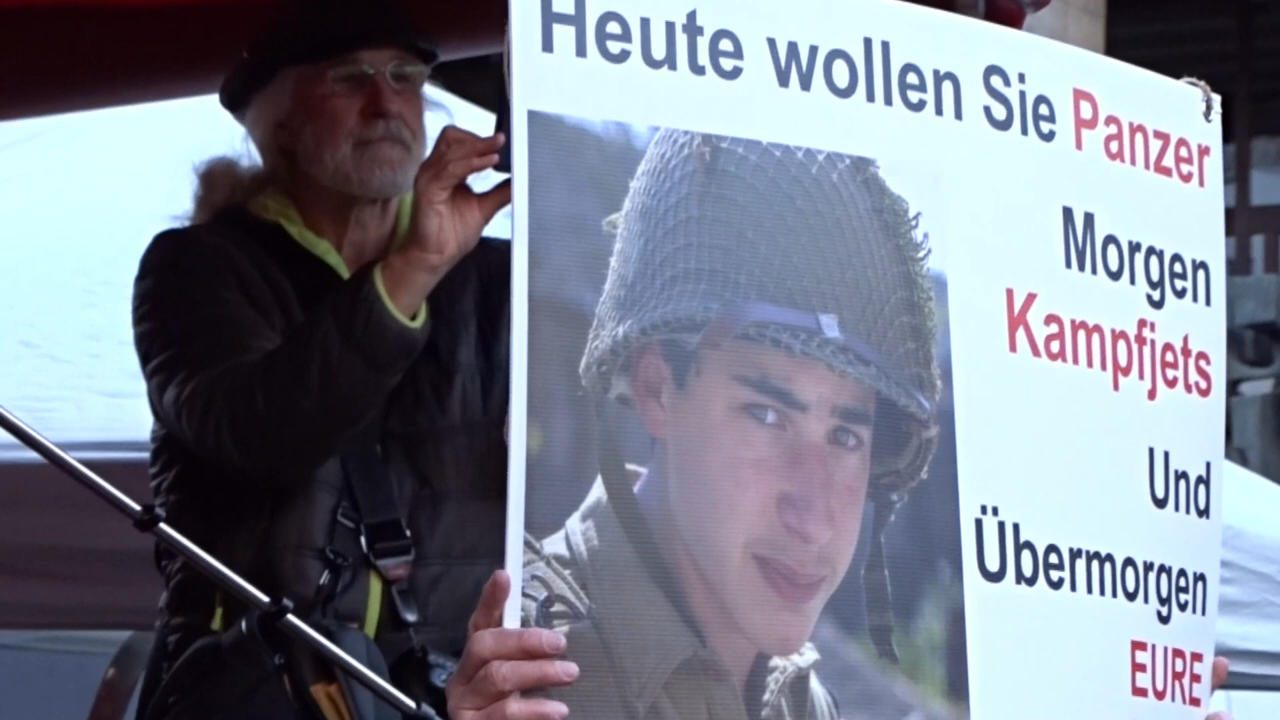 Heute wollen Sie Panzer
Morgen
Kampfjets
Und
Übermorgen
EURE